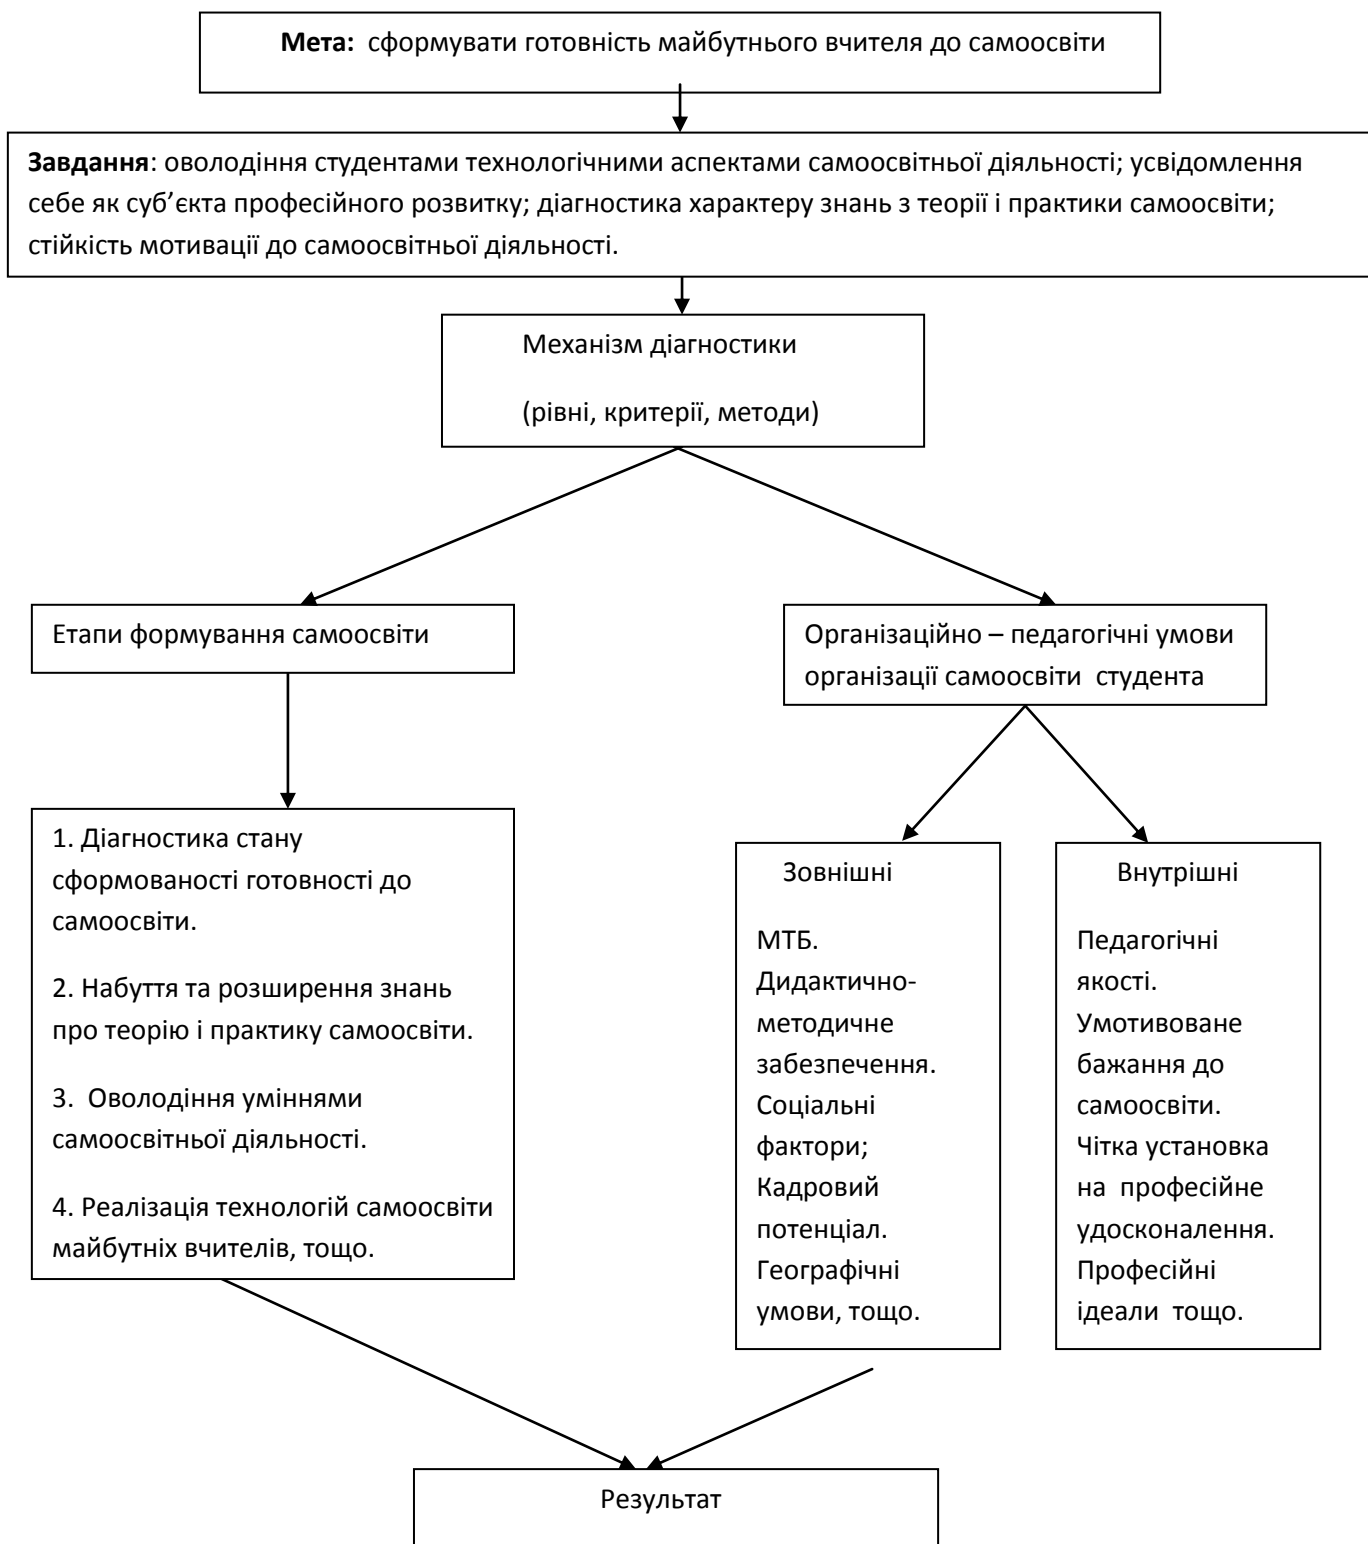 Мета:  сформувати готовність майбутнього вчителя до самоосвіти
Завдання: оволодіння студентами технологічними аспектами самоосвітньої діяльності; усвідомлення
себе як суб’єкта професійного розвитку; діагностика характеру знань з теорії і практики самоосвіти;
стійкість мотивації до самоосвітньої діяльності.
Механізм діагностики
(рівні, критерії, методи)
Етапи формування самоосвіти
Організаційно – педагогічні умови
організації самоосвіти  студента
1. Діагностика стану
сформованості готовності до
самоосвіти.
2. Набуття та розширення знань
про теорію і практику самоосвіти.
3.  Оволодіння уміннями
самоосвітньої діяльності.
4. Реалізація технологій самоосвіти
майбутніх вчителів, тощо.
Зовнішні
МТБ.
Дидактично-
методичне
забезпечення.
Соціальні
фактори;
Кадровий
потенціал.
Географічні
умови, тощо.
Внутрішні
Педагогічні
якості.
Умотивоване
бажання до
самоосвіти.
Чітка установка
на  професійне
удосконалення.
Професійні
ідеали  тощо.
Результат